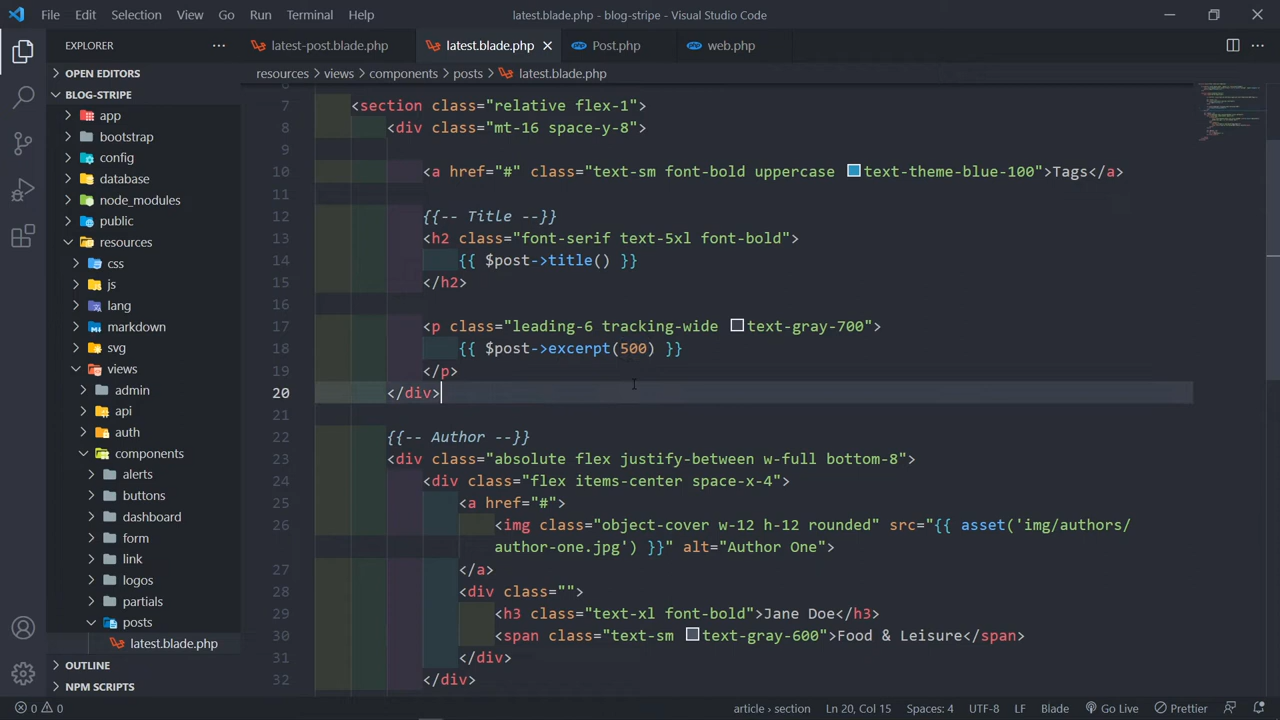 File Edit Selection View Go Run Terminal Help latest.blade.php - blog-stripe - Visual Studio Code
EXPLORER
OPEN EDITORS
BLOG-STRIPE
app
bootstrap
config
database
node_modules
public
resources
css
js
lang
markdown
svg
views
admin
api
auth
components
alerts
buttons
dashboard
form
link
logos
partials
posts
latest.blade.php
OUTLINE
NPM SCRIPTS
latest-post.blade.php latest.blade.php Post.php web.php
resources > views > components > posts > latest.blade.php
7 <section class="relative flex-1">
8 <div class="mt-16 space-y-8">
9
10 <a href="#" class="text-sm font-bold uppercase text-theme-blue-100">Tags</a>
11
12 {{-- Title --}}
13 <h2 class="font-serif text-5xl font-bold">
14 {{ $post->title() }}
15 </h2>
16
17 <p class="leading-6 tracking-wide text-gray-700">
18 {{ $post->excerpt(500) }}
19 </p>
20 </div>
21
22 {{-- Author --}}
23 <div class="absolute flex justify-between w-full bottom-8">
24 <div class="flex items-center space-x-4">
25 <a href="#">
26 <img class="object-cover w-12 h-12 rounded" src="{{ asset('img/authors/
author-one.jpg') }}" alt="Author One">
27 </a>
28 <div class="">
29 <h3 class="text-xl font-bold">Jane Doe</h3>
30 <span class="text-sm text-gray-600">Food & Leisure</span>
31 </div>
32 </div>
0 0 article > section Ln 20, Col 15 Spaces: 4 UTF-8 LF Blade Go Live Prettier